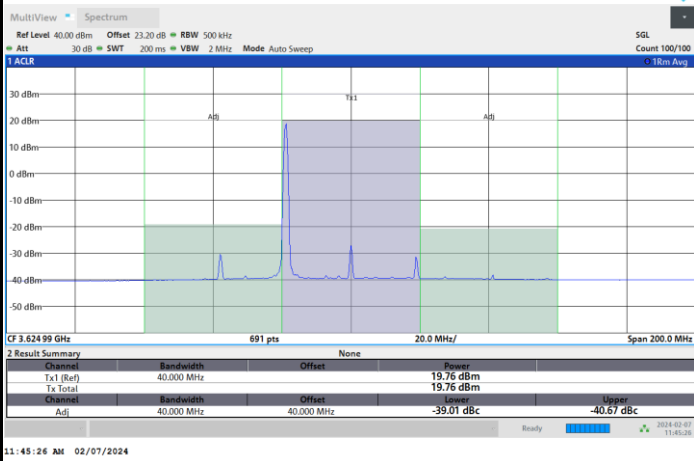 MultiView Spectrum
Ref Level 40.00 dBm Offset 23.20 dB RBW 500 kHz SGL
Att 30 dB SWT 200 ms VBW 2 MHz Mode Auto Sweep Count 100/100
1 ACLR 1Rm Avg
30 dBm
Tx1
20 dBm
Adj Adj
10 dBm
0 dBm
-10 dBm
-20 dBm
-30 dBm
-40 dBm
-50 dBm
CF 3.624 99 GHz 691 pts 20.0 MHz/ Span 200.0 MHz
2 Result Summary None
Channel Bandwidth Offset Power
Tx1 (Ref) 40.000 MHz 19.76 dBm
Tx Total 19.76 dBm
Channel Bandwidth Offset Lower Upper
Adj 40.000 MHz 40.000 MHz -39.01 dBc -40.67 dBc
Ready 2024-02-07
11:45:26
11:45:26 AM 02/07/2024